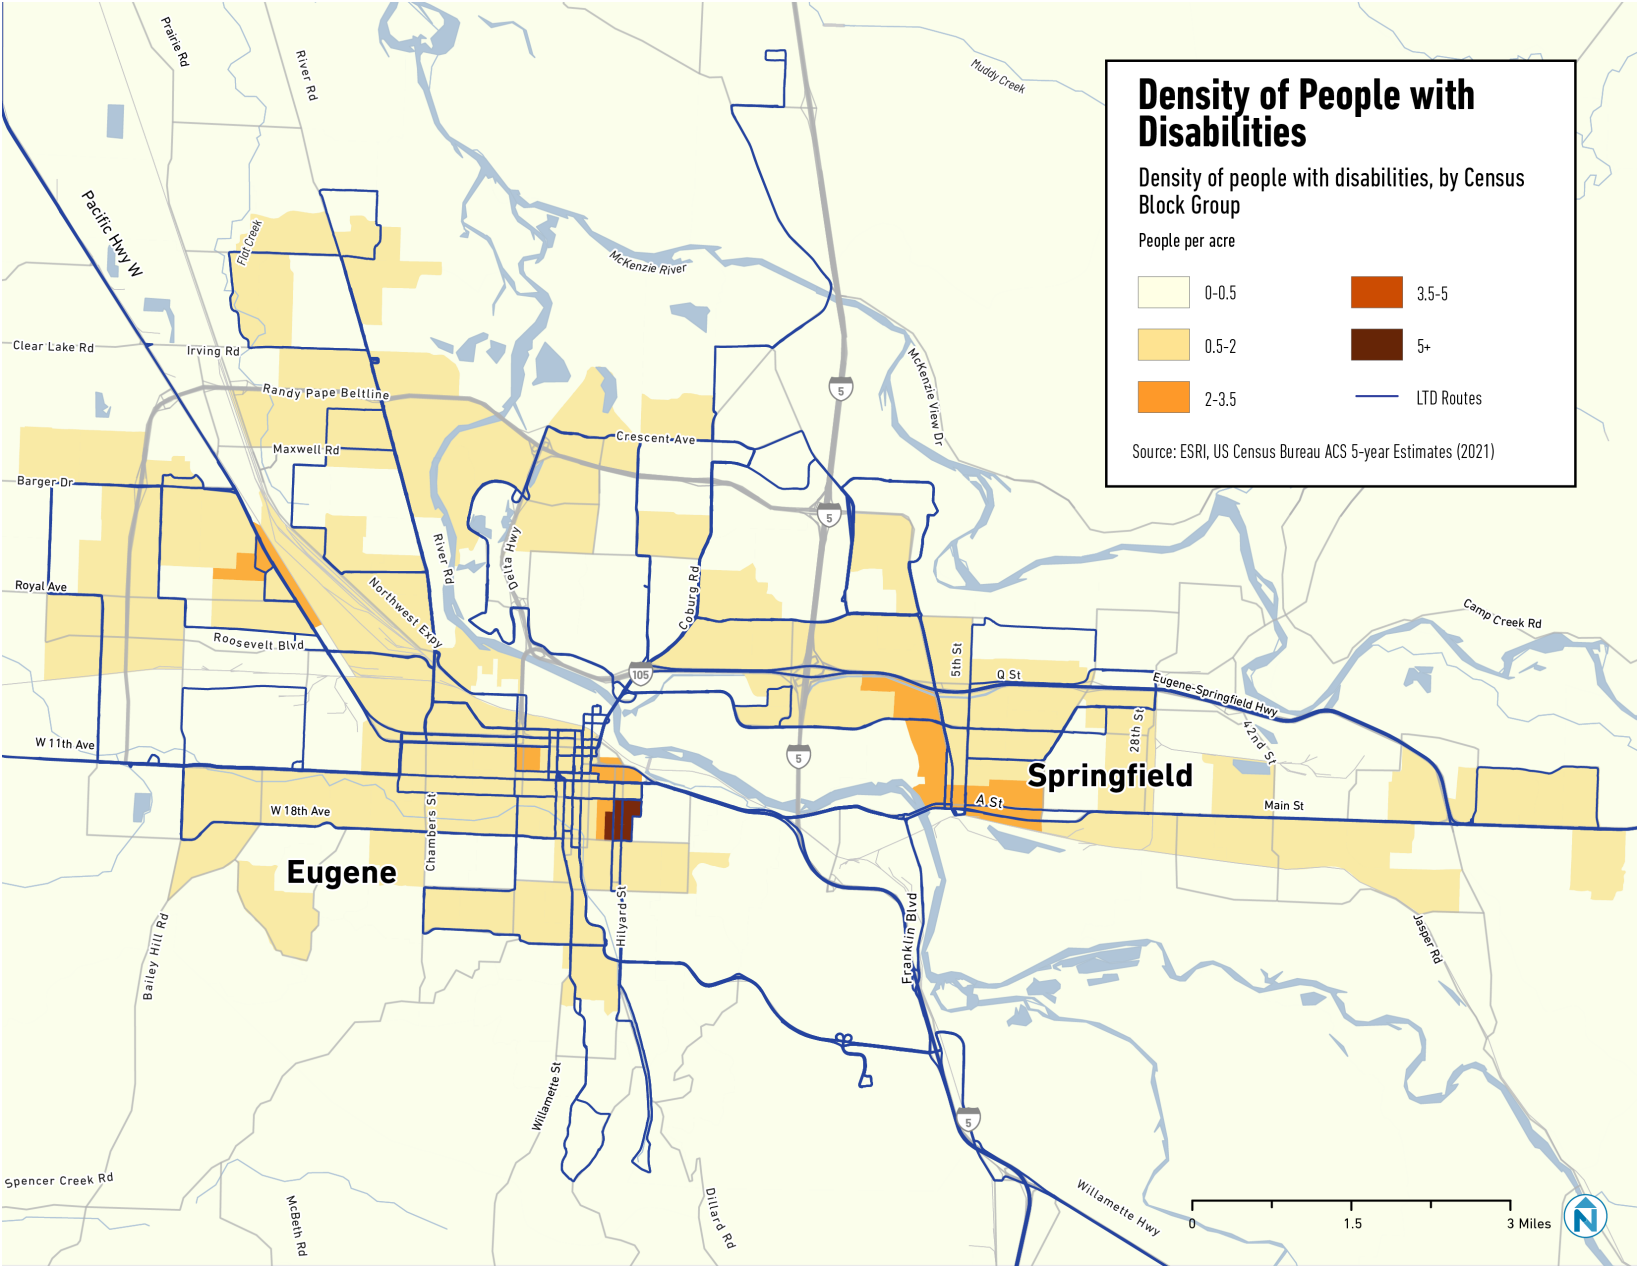 Density of People with
Disabilities
Density of people with disabilities, by Census
Block Group
People per acre
0-0.5
3.5-5
0.5-2
5+
2-3.5
LTD Routes
Source: ESRI, US Census Bureau ACS 5-year Estimates (2021)
Prairie Rd
River Rd
Muddy Creek
Pacific Hwy W
Flat Creek
McKenzie River
Clear Lake Rd
Irving Rd
McKenzie View Dr
5
Randy Pape Beltline
Crescent Ave
Maxwell Rd
Barger Dr
5
River Rd
Delta Hwy
Royal Ave
Northwest Expy
Coburg Rd
Camp Creek Rd
Roosevelt Blvd
5th St
105
Q St
Eugene-Springfield Hwy
28th St
42nd St
W 11th Ave
5
Springfield
A St
Main St
W 18th Ave
Chambers St
Eugene
Hilyard St
Franklin Blvd
Bailey Hill Rd
Jasper Rd
Willamette St
5
Spencer Creek Rd
McBeth Rd
Dillard Rd
Willamette Hwy
0
1.5
3 Miles
N